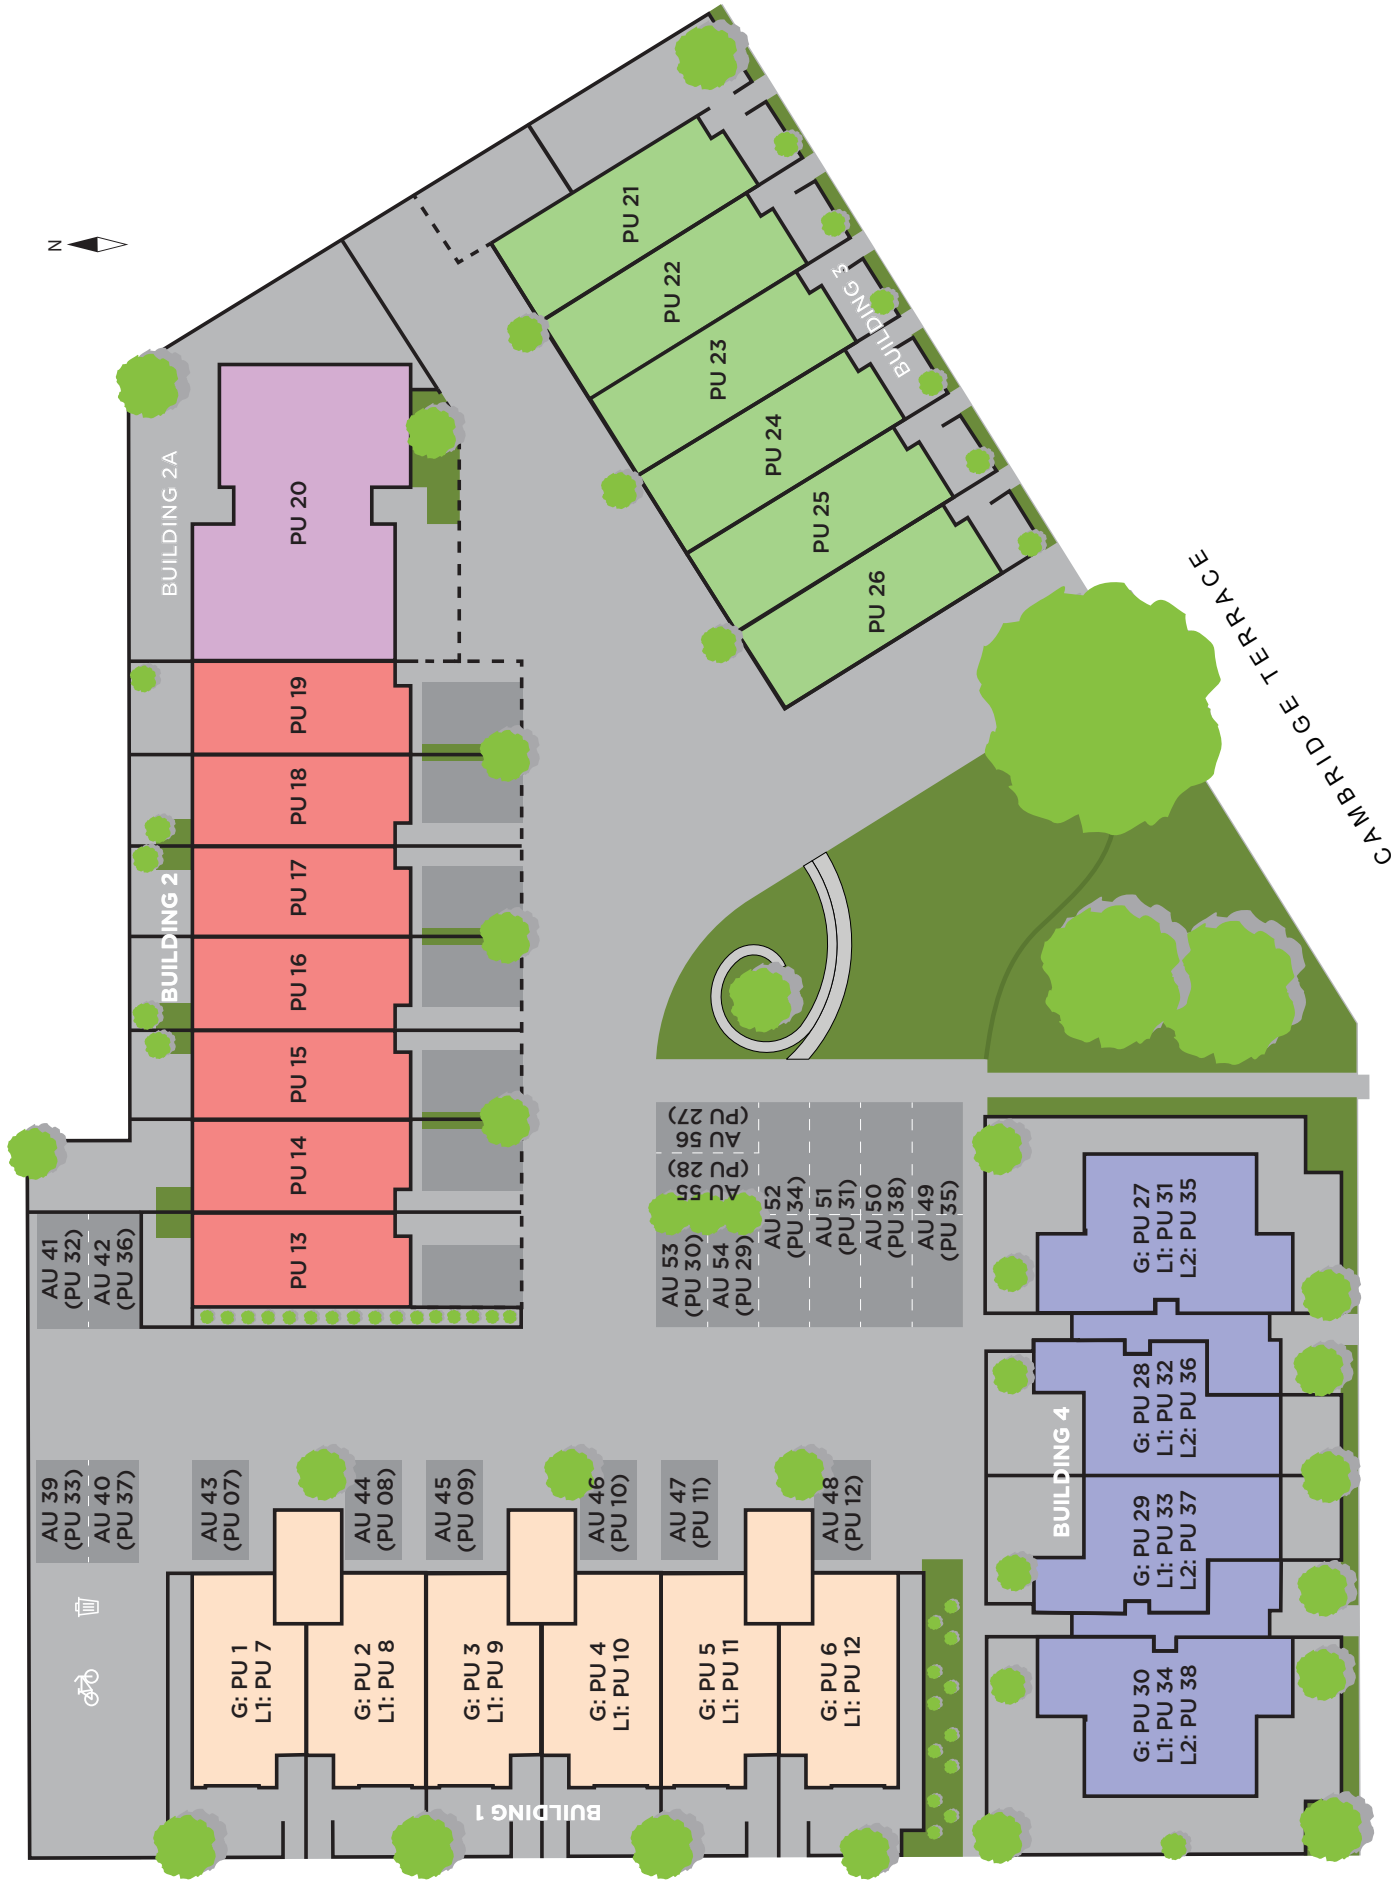 N
BUILDING 2A
PU 20
BUILDING 2
PU 19
PU 18
PU 17
PU 16
PU 15
PU 14
PU 13
PU 21
PU 22
PU 23
PU 24
PU 25
PU 26
BUILDING 3
CAMBRIDGE TERRACE
AU 41
(PU 32)
AU 42
(PU 36)
AU 39
(PU 33)
AU 40
(PU 37)
AU 43
(PU 07)
AU 44
(PU 08)
AU 45
(PU 09)
AU 46
(PU 10)
AU 47
(PU 11)
AU 48
(PU 12)
AU 56
(PU 27)
AU 55
(PU 28)
AU 53
(PU 30)
AU 54
(PU 29)
AU 52
(PU 34)
AU 51
(PU 31)
AU 50
(PU 38)
AU 49
(PU 35)
G: PU 1
L1: PU 7
G: PU 2
L1: PU 8
G: PU 3
L1: PU 9
G: PU 4
L1: PU 10
G: PU 5
L1: PU 11
G: PU 6
L1: PU 12
BUILDING 1
BUILDING 4
G: PU 27
L1: PU 31
L2: PU 35
G: PU 28
L1: PU 32
L2: PU 36
G: PU 29
L1: PU 33
L2: PU 37
G: PU 30
L1: PU 34
L2: PU 38